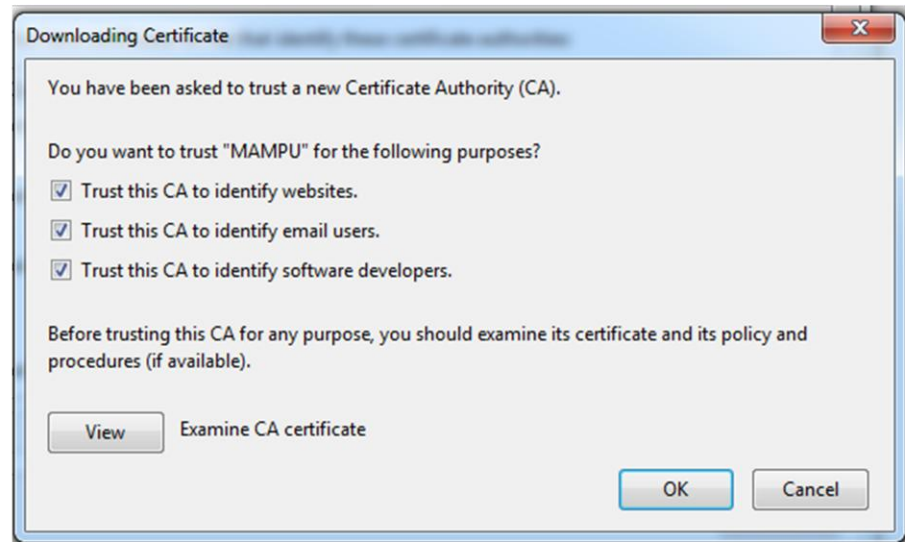 Downloading Certificate
You have been asked to trust a new Certificate Authority (CA).
Do you want to trust "MAMPU" for the following purposes?
Trust this CA to identify websites.
Trust this CA to identify email users.
Trust this CA to identify software developers.
Before trusting this CA for any purpose, you should examine its certificate and its policy and
procedures (if available).
View Examine CA certificate
OK Cancel